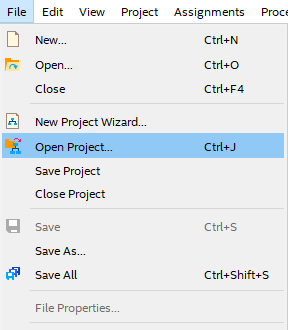 File Edit View Project Assignments Proce
New... Ctrl+N
Open... Ctrl+O
Close Ctrl+F4
New Project Wizard...
Open Project... Ctrl+J
Save Project
Close Project
Save Ctrl+S
Save As...
Save All Ctrl+Shift+S
File Properties...